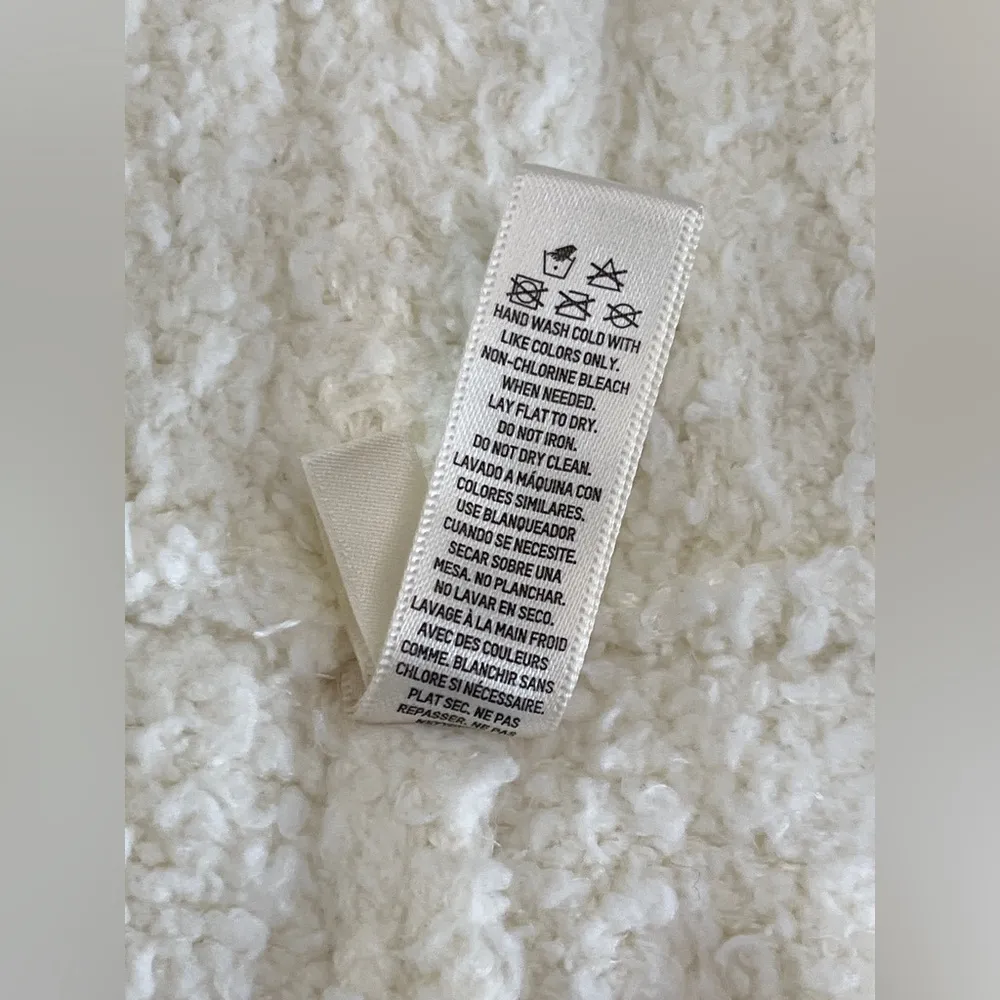 HAND WASH COLD WITH
LIKE COLORS ONLY.
NON-CHLORINE BLEACH
WHEN NEEDED.
LAY FLAT TO DRY.
DO NOT IRON.
DO NOT DRY CLEAN.
LAVADO A MÁQUINA CON
COLORES SIMILARES.
USE BLANQUEADOR
CUANDO SE NECESITE.
SECAR SOBRE UNA
MESA. NO PLANCHAR.
NO LAVAR EN SECO.
LAVAGE À LA MAIN FROID
AVEC DES COULEURS
COMME. BLANCHIR SANS
CHLORE SI NÉCESSAIRE.
PLAT SEC. NE PAS
REPASSER. NE PAS